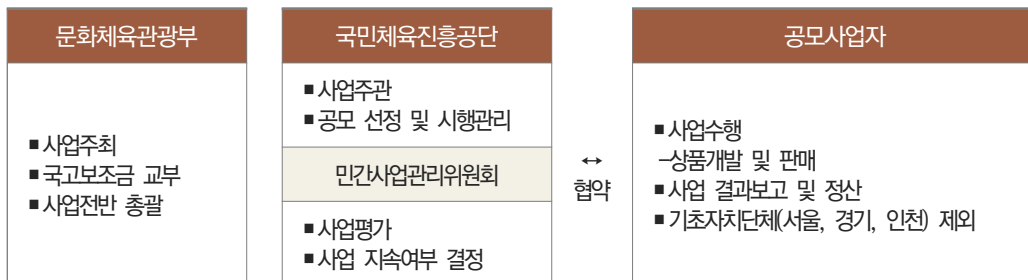 문화체육관광부
■사업주최
■국고보조금 교부
■사업전반 총괄
국민체육진흥공단
■사업주관
■공모 선정 및 시행관리
민간사업관리위원회
■사업평가
■사업 지속여부 결정
↔
협약
공모사업자
■사업수행
-상품개발 및 판매
■사업 결과보고 및 정산
■기초자치단체(서울, 경기, 인천) 제외